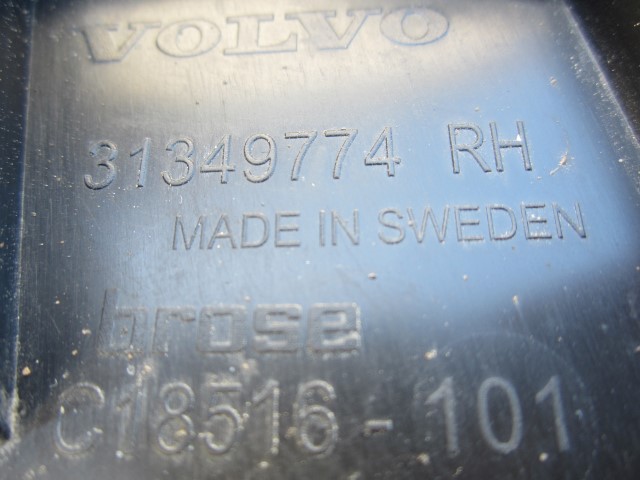 VOLVO
31349774 RH
MADE IN SWEDEN
brose
C18516-101